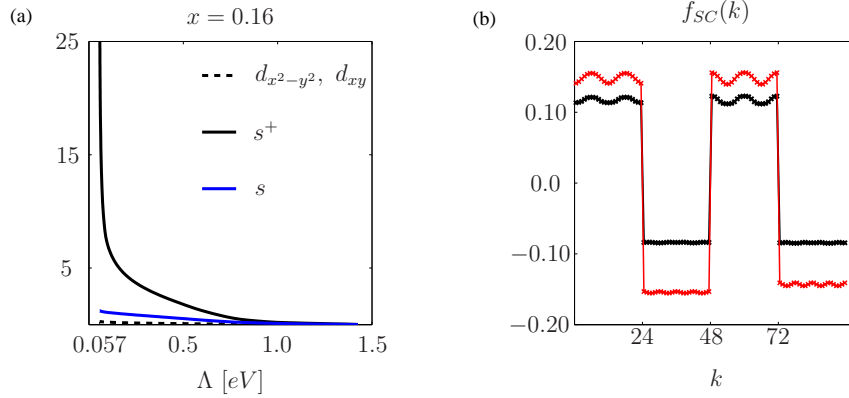 (a)
x = 0.16
25
15
5
0.057
0.5
1.0
1.5
Λ [eV]
d_{x²−y²}, d_{xy}
s⁺
s
(b)
f_{SC}(k)
0.20
0.10
0.0
−0.10
−0.20
24
48
72
k